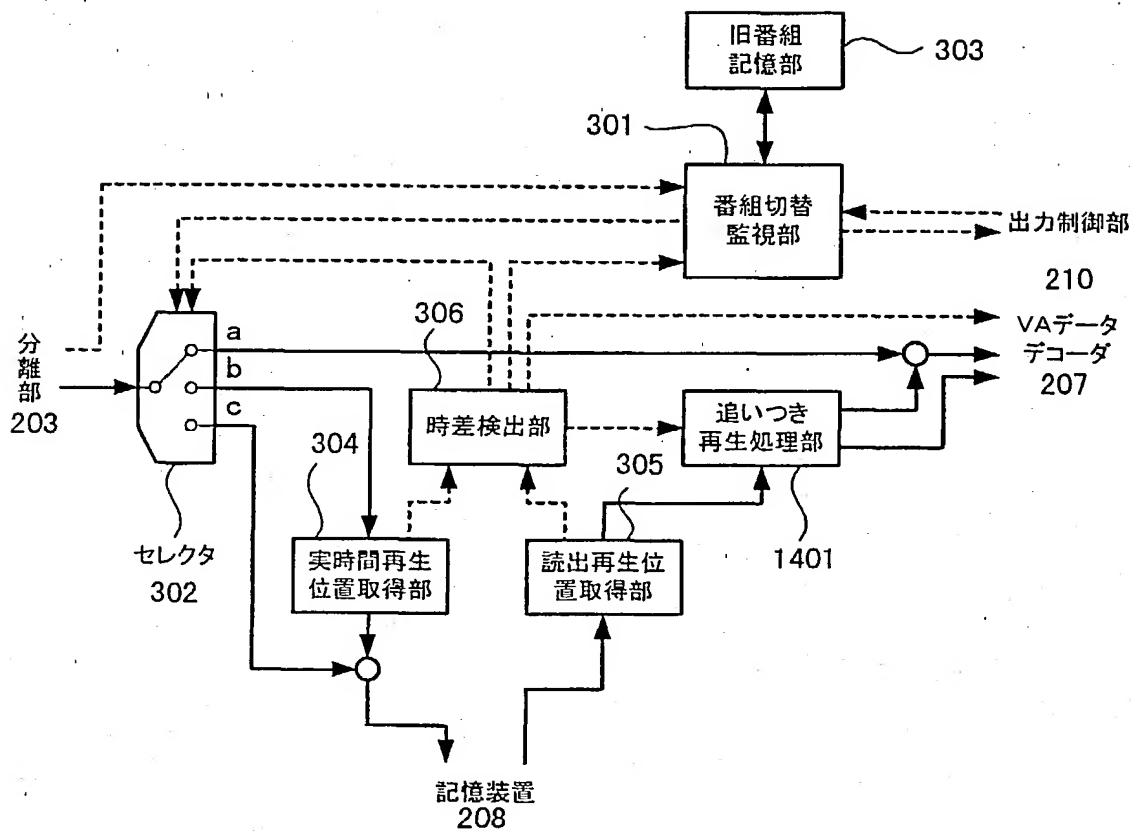 旧番組
記憶部
303
301
番組切替
監視部
出力制御部
210
306
VAデータ
デコーダ
207
分離部
203
a
b
c
時差検出部
追いつき
再生処理部
304
305
1401
セレクタ
302
実時間再生
位置取得部
読出再生位
置取得部
記憶装置
208